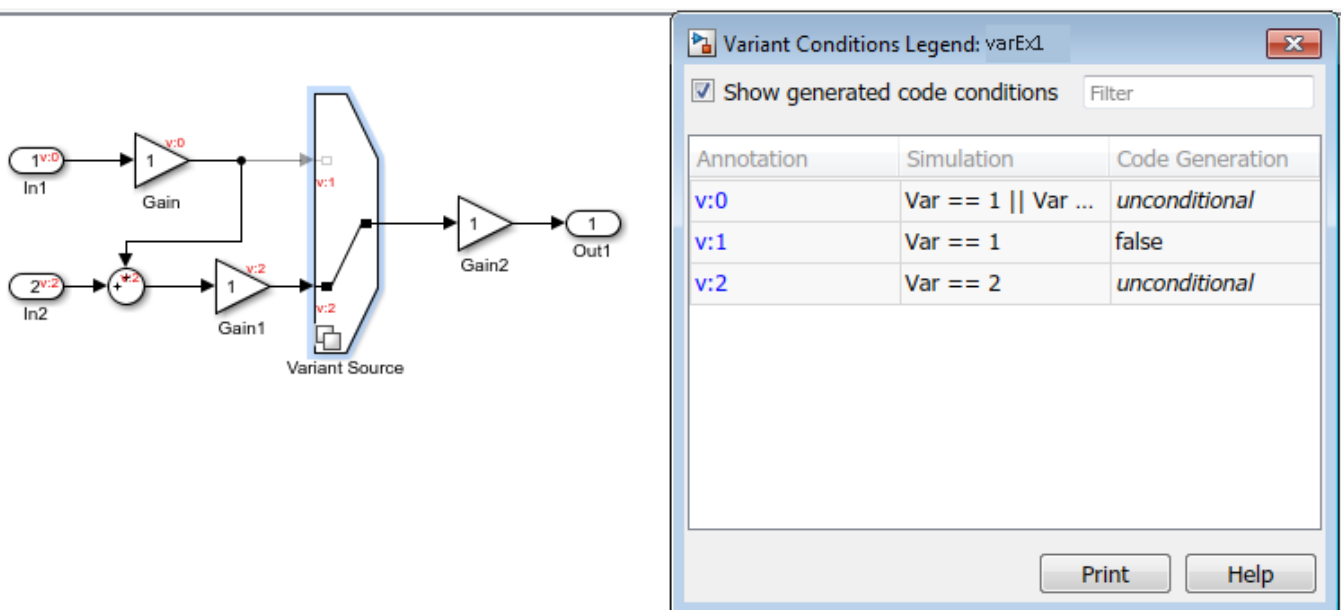 Variant Conditions Legend: varEx1
Show generated code conditions
Filter
Annotation Simulation Code Generation
v:0 Var == 1 || Var ... unconditional
v:1 Var == 1 false
v:2 Var == 2 unconditional
Print Help
v:0
1 v:0
1
In1
Gain
v:1
1
1
Out1
Gain2
2 v:2
v:2
v:2
1
In2
Gain1
v:2
Variant Source